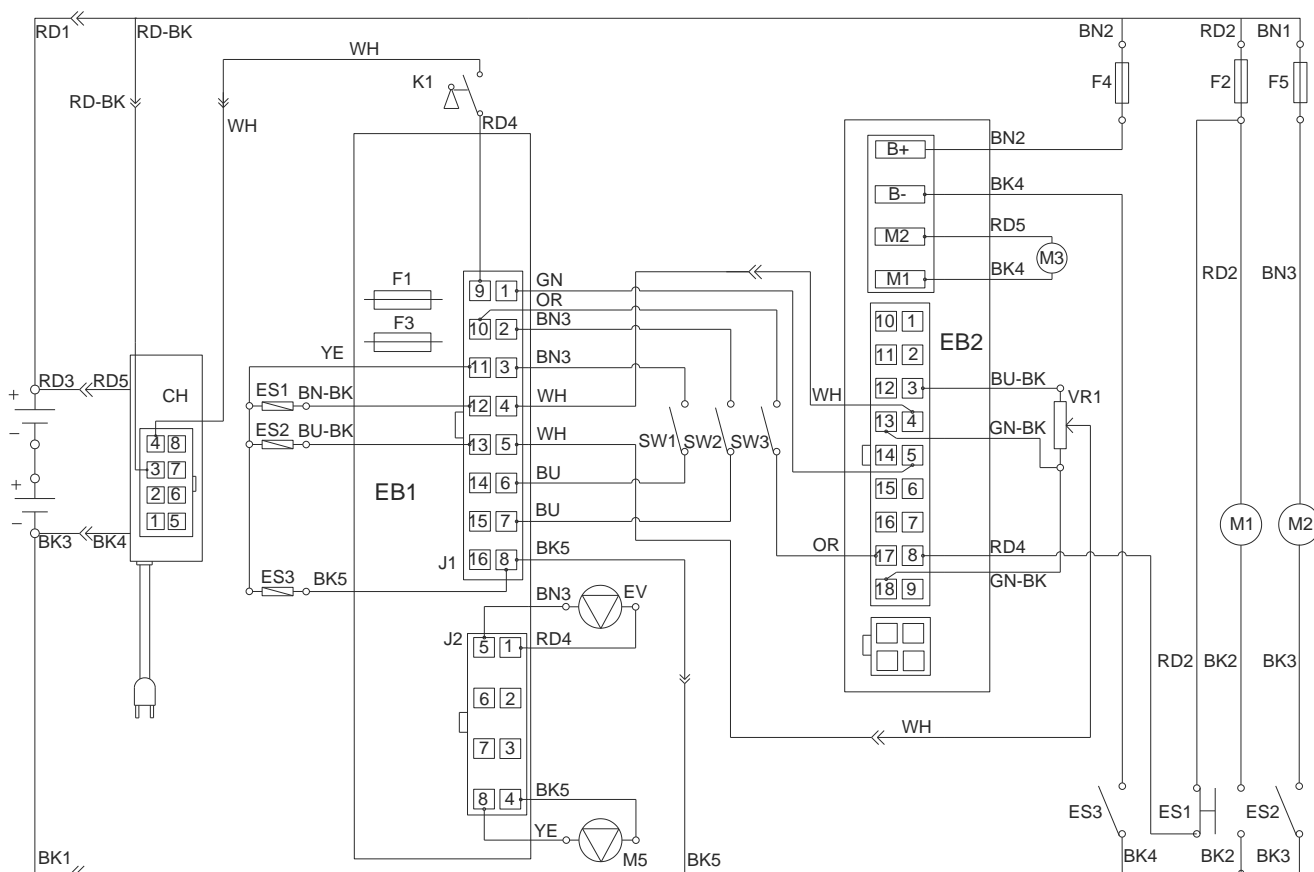 RD1
RD-BK
WH
K1
RD-BK
WH
RD4
BN2
RD2
BN1
F4
F2
F5
B+
BN2
B-
BK4
M2
RD5
M3
M1
BK4
RD2
BN3
F1
F3
9 1
GN
OR
10 2
BN3
YE
11 3
BN3
ES1
BN-BK
12 4
WH
ES2
BU-BK
13 5
WH
EB1
14 6
BU
15 7
BU
J1
16 8
BK5
ES3
BK5
SW1
SW2
SW3
10 1
EB2
11 2
12 3
BU-BK
VR1
WH
13 4
GN-BK
14 5
15 6
16 7
OR
17 8
RD4
18 9
GN-BK
RD3
RD5
CH
+
-
4 8
3 7
2 6
1 5
+
-
BK3
BK4
M1
M2
BN3
EV
J2
5 1
RD4
6 2
7 3
8 4
BK5
YE
M5
WH
RD2
BK2
BK3
ES3
ES1
ES2
BK1
BK5
BK4
BK2
BK3